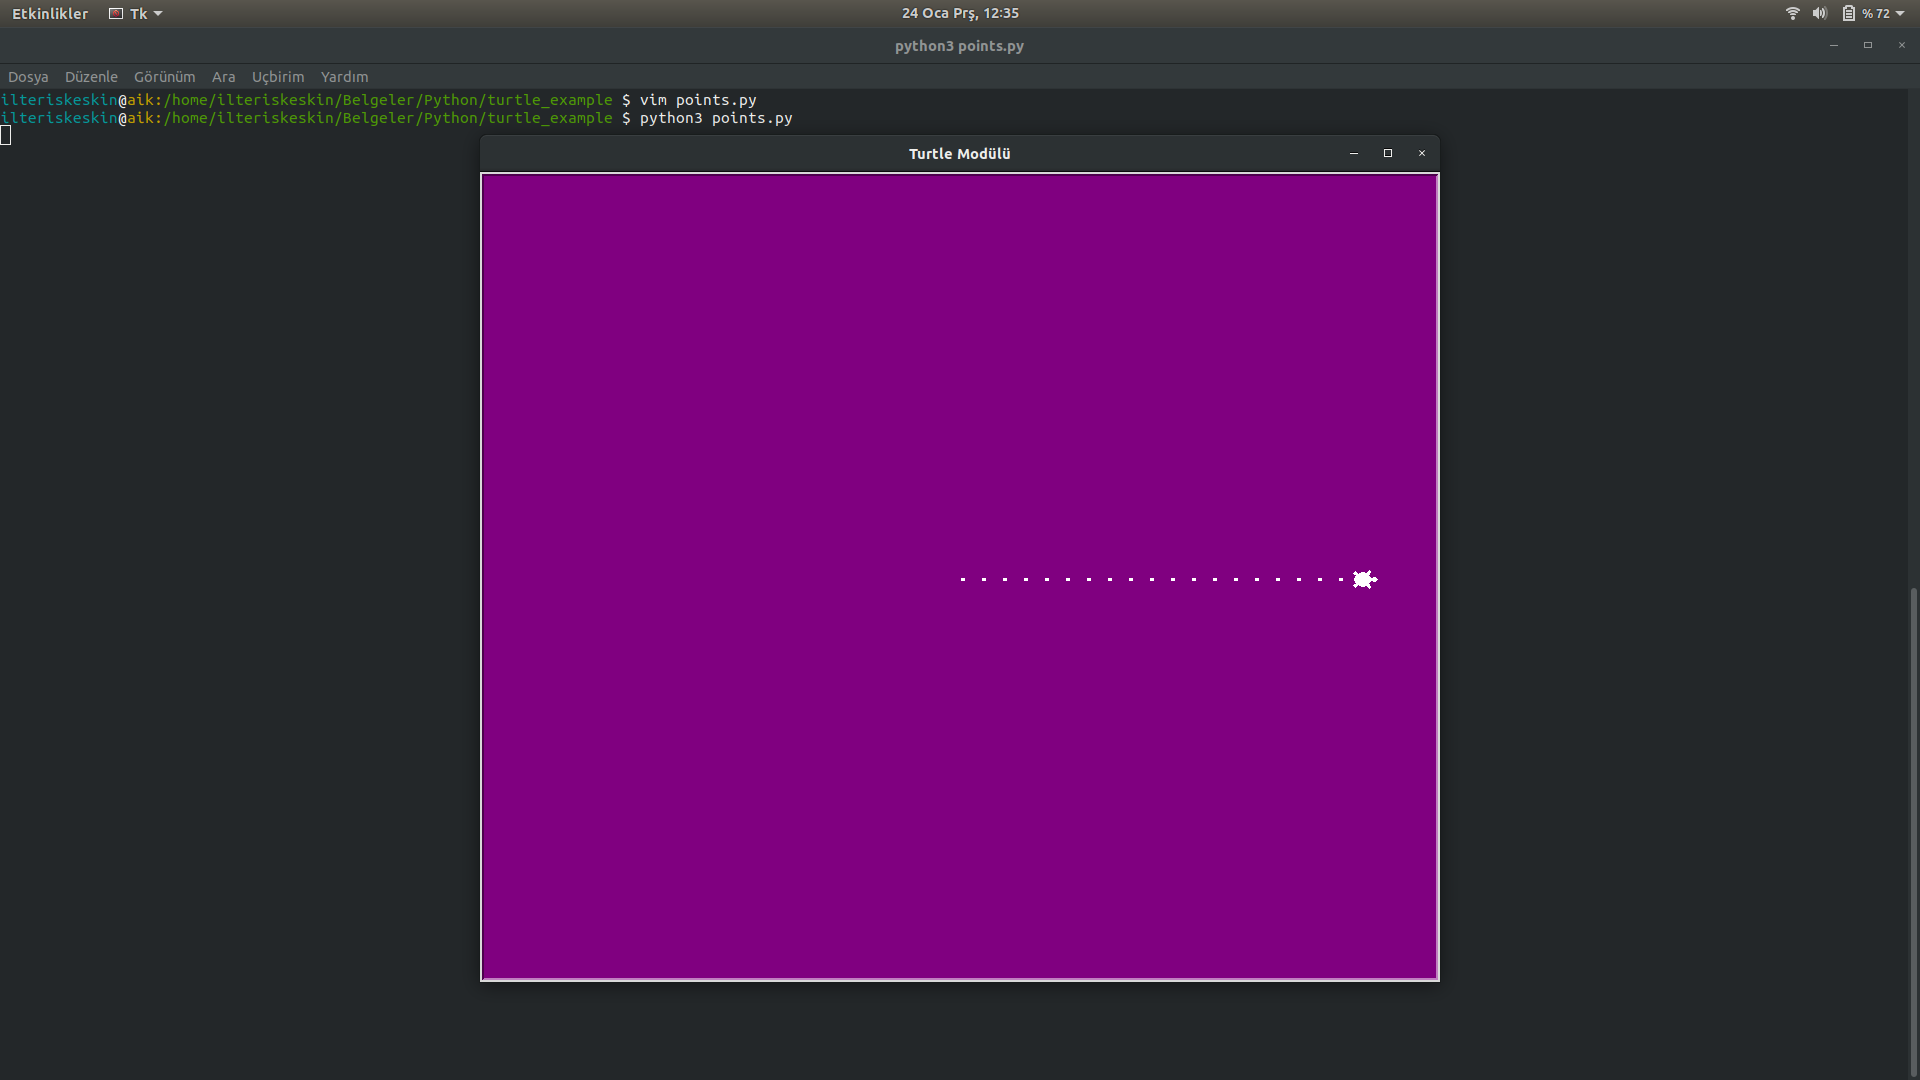 Etkinlikler Tk 24 Oca Prş, 12:35 % 72
python3 points.py
Dosya Düzenle Görünüm Ara Uçbirim Yardım
ilteriskeskin@aik:/home/ilteriskeskin/Belgeler/Python/turtle_example $ vim points.py
ilteriskeskin@aik:/home/ilteriskeskin/Belgeler/Python/turtle_example $ python3 points.py
Turtle Modülü